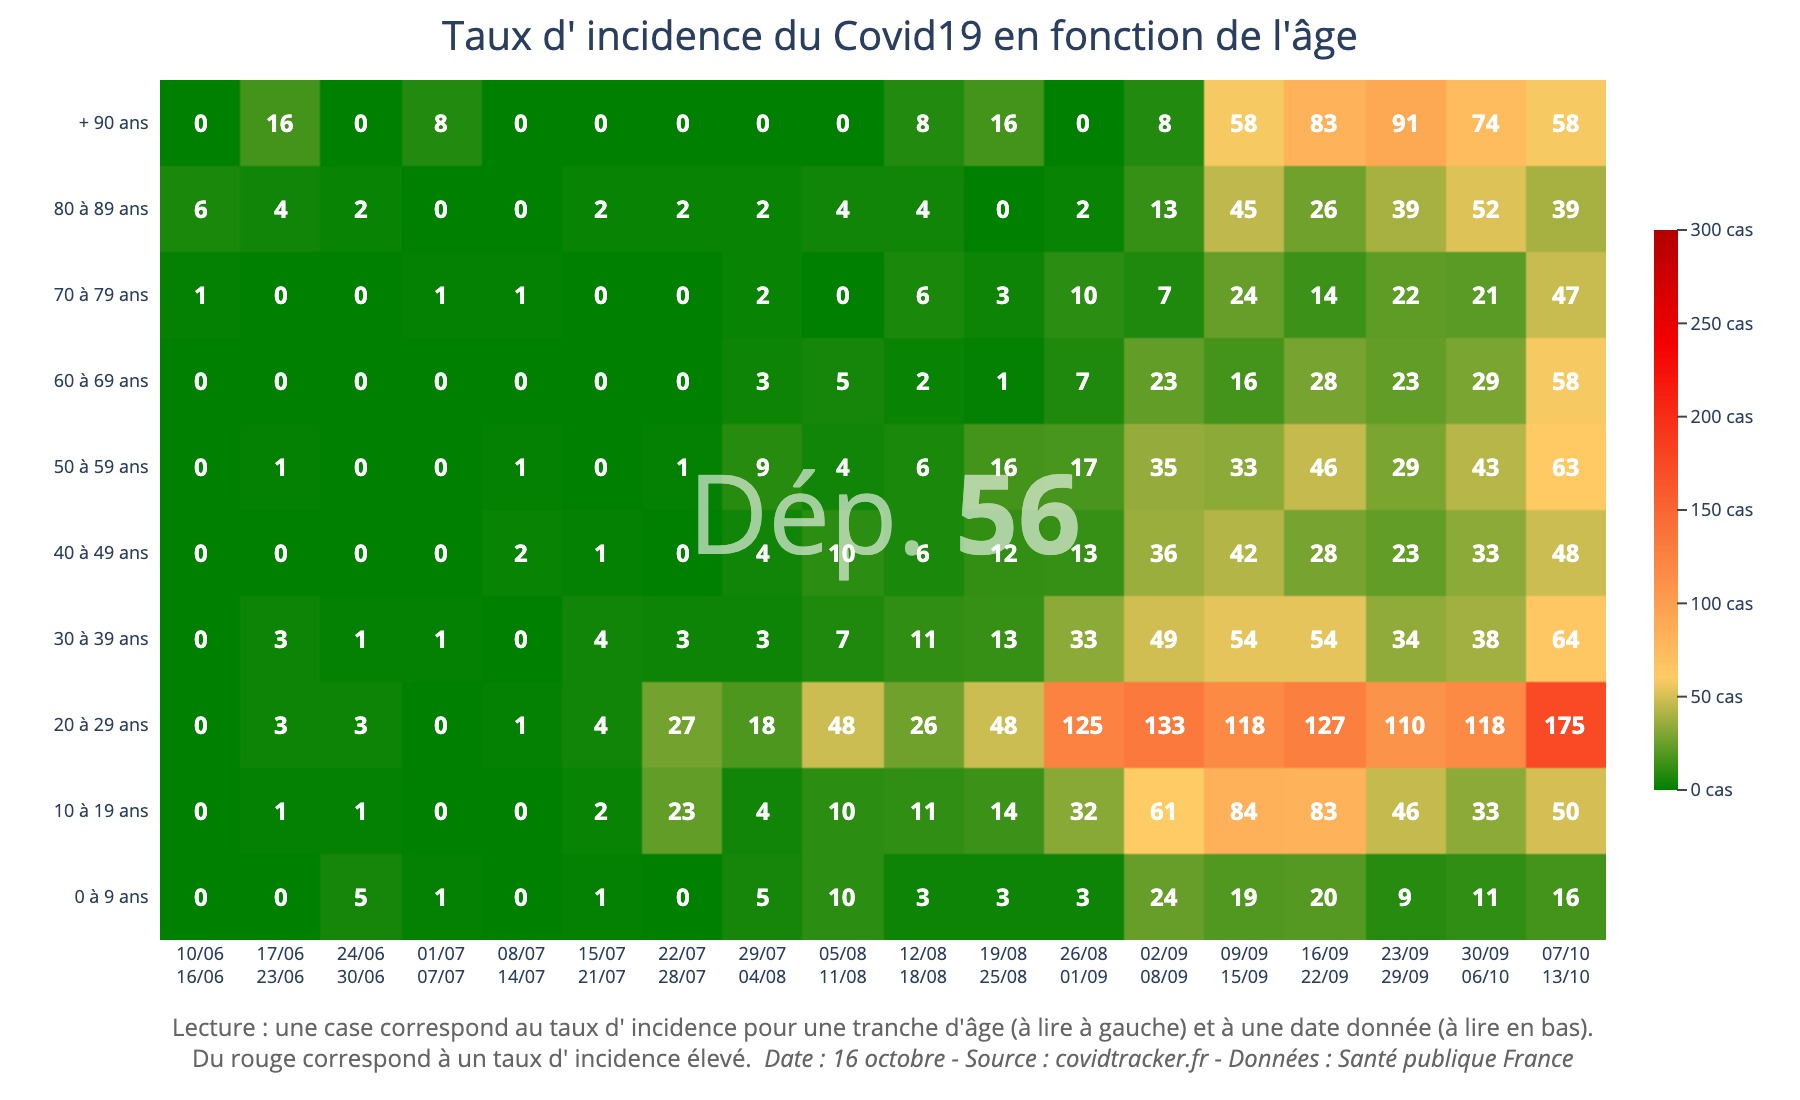 Taux d' incidence du Covid19 en fonction de l'âge
+ 90 ans 0 16 0 8 0 0 0 0 0 8 16 0 8 58 83 91 74 58
80 à 89 ans 6 4 2 0 0 2 2 2 4 4 0 2 13 45 26 39 52 39
300 cas
70 à 79 ans 1 0 0 1 1 0 0 2 0 6 3 10 7 24 14 22 21 47
250 cas
60 à 69 ans 0 0 0 0 0 0 0 3 5 2 1 7 23 16 28 23 29 58
200 cas
50 à 59 ans 0 1 0 0 1 0 1 9 4 6 16 17 35 33 46 29 43 63
Dép. 56
150 cas
40 à 49 ans 0 0 0 0 2 1 0 4 10 6 12 13 36 42 28 23 33 48
100 cas
30 à 39 ans 0 3 1 1 0 4 3 3 7 11 13 33 49 54 54 34 38 64
50 cas
20 à 29 ans 0 3 3 0 1 4 27 18 48 26 48 125 133 118 127 110 118 175
0 cas
10 à 19 ans 0 1 1 0 0 2 23 4 10 11 14 32 61 84 83 46 33 50
0 à 9 ans 0 0 5 1 0 1 0 5 10 3 3 3 24 19 20 9 11 16
10/06 17/06 24/06 01/07 08/07 15/07 22/07 29/07 05/08 12/08 19/08 26/08 02/09 09/09 16/09 23/09 30/09 07/10
16/06 23/06 30/06 07/07 14/07 21/07 28/07 04/08 11/08 18/08 25/08 01/09 08/09 15/09 22/09 29/09 06/10 13/10
Lecture : une case correspond au taux d' incidence pour une tranche d'âge (à lire à gauche) et à une date donnée (à lire en bas).
Du rouge correspond à un taux d' incidence élevé. Date : 16 octobre - Source : covidtracker.fr - Données : Santé publique France